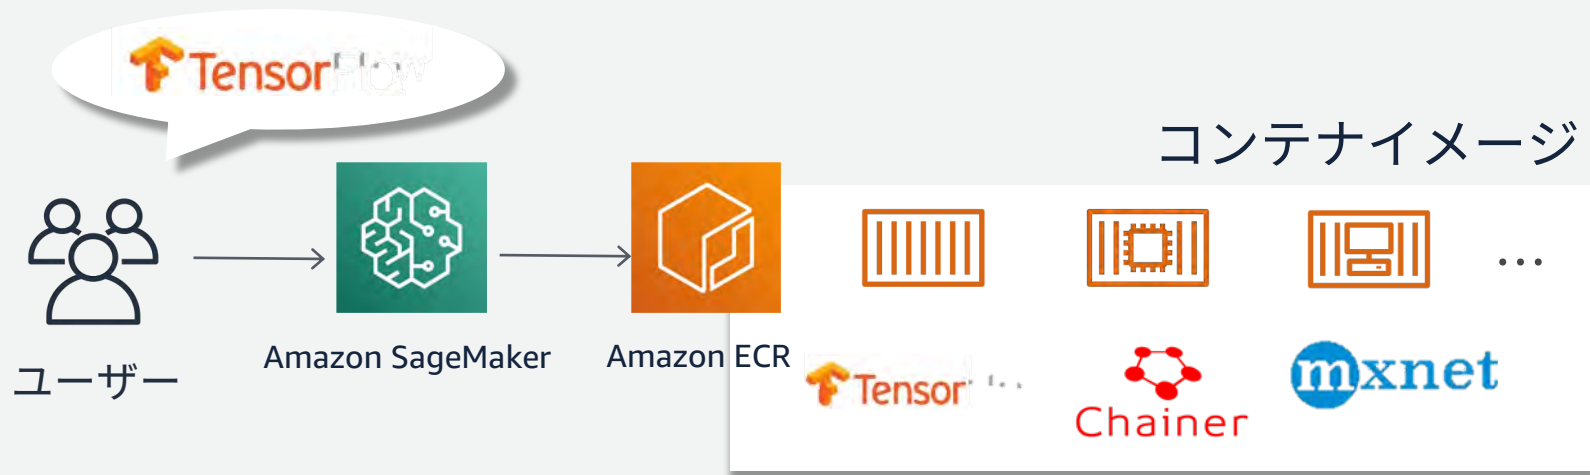 TensorFlow
コンテナイメージ
...
ユーザー
Amazon SageMaker
Amazon ECR
Tensor
Chainer
mxnet